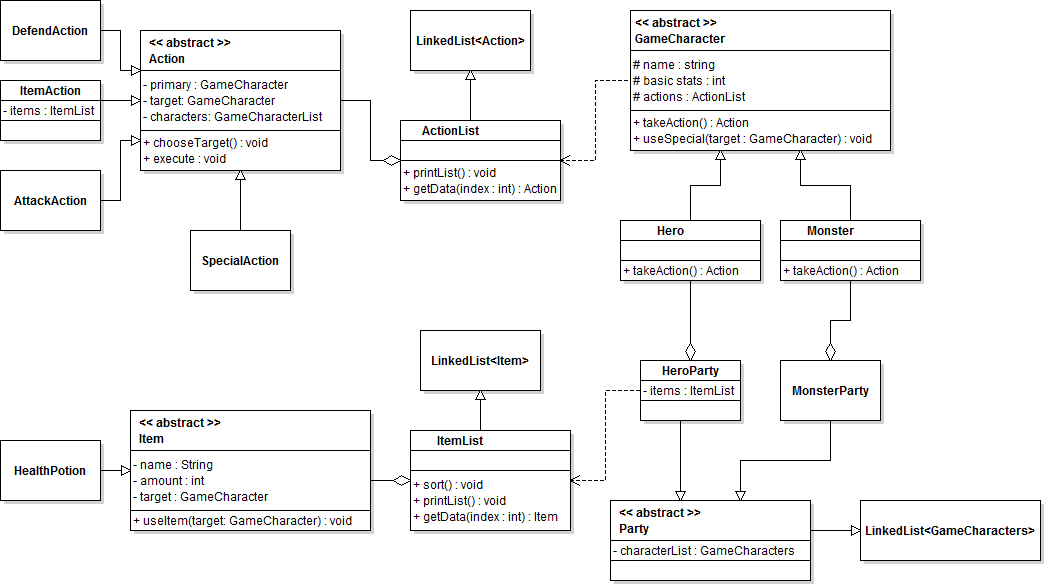 DefendAction
ItemAction
- items : ItemList
AttackAction
<< abstract >>
Action
- primary : GameCharacter
- target: GameCharacter
- characters: GameCharacterList
+ chooseTarget() : void
+ execute : void
SpecialAction
LinkedList<Action>
ActionList
+ printList() : void
+ getData(index : int) : Action
<< abstract >>
GameCharacter
# name : string
# basic stats : int
# actions : ActionList
+ takeAction() : Action
+ useSpecial(target : GameCharacter) : void
Hero
+ takeAction() : Action
Monster
+ takeAction() : Action
LinkedList<Item>
HeroParty
- items : ItemList
MonsterParty
HealthPotion
<< abstract >>
Item
- name : String
- amount : int
- target : GameCharacter
+ useItem(target: GameCharacter) : void
ItemList
+ sort() : void
+ printList() : void
+ getData(index : int) : Item
<< abstract >>
Party
- characterList : GameCharacters
LinkedList<GameCharacters>